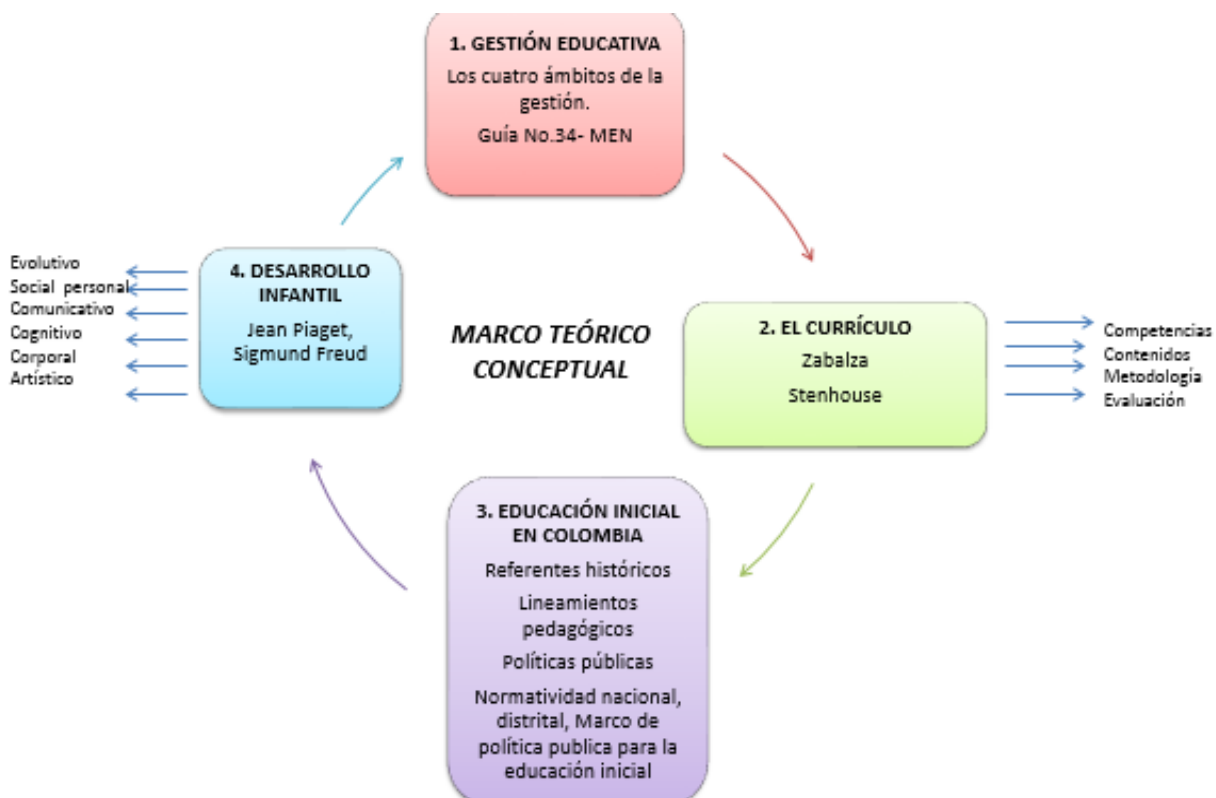 1. GESTIÓN EDUCATIVA
Los cuatro ámbitos de la
gestión.
Guía No.34- MEN
2. EL CURRÍCULO
Zabalza
Stenhouse
Competencias
Contenidos
Metodología
Evaluación
3. EDUCACIÓN INICIAL
EN COLOMBIA
Referentes históricos
Lineamientos
pedagógicos
Políticas públicas
Normatividad nacional,
distrital, Marco de
política publica para la
educación inicial
4. DESARROLLO
INFANTIL
Jean Piaget,
Sigmund Freud
Evolutivo
Social personal
Comunicativo
Cognitivo
Corporal
Artístico
MARCO TEÓRICO
CONCEPTUAL